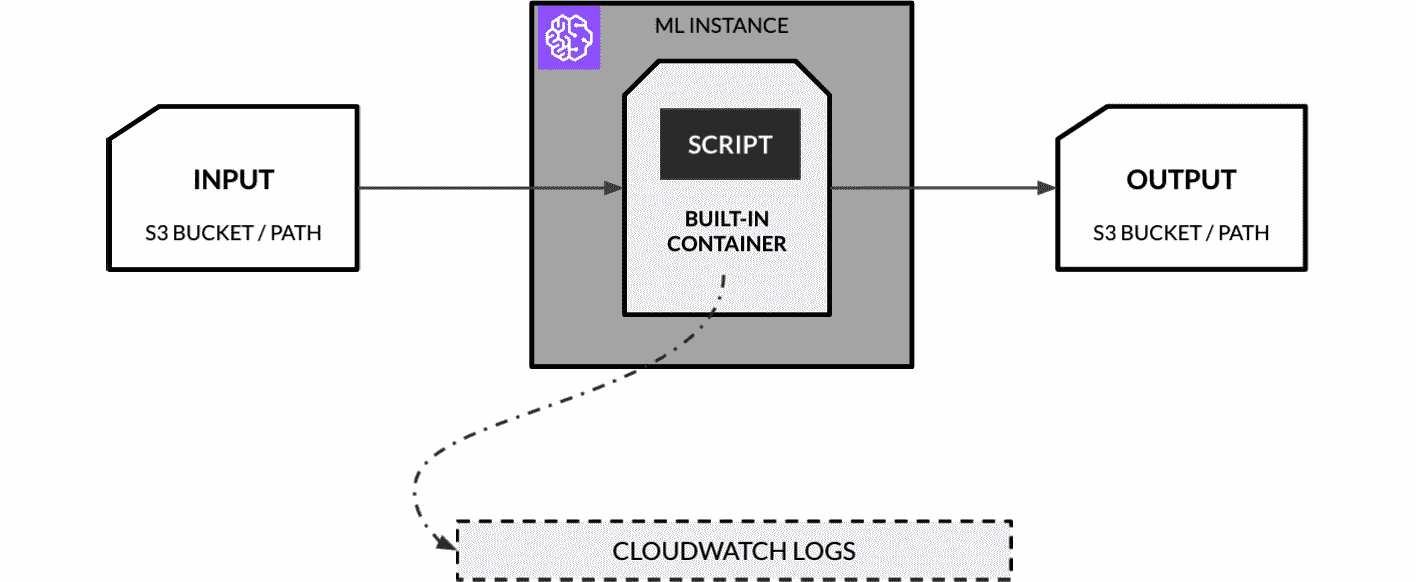 ML INSTANCE
SCRIPT
INPUT
S3 BUCKET / PATH
BUILT-IN
CONTAINER
OUTPUT
S3 BUCKET / PATH
CLOUDWATCH LOGS